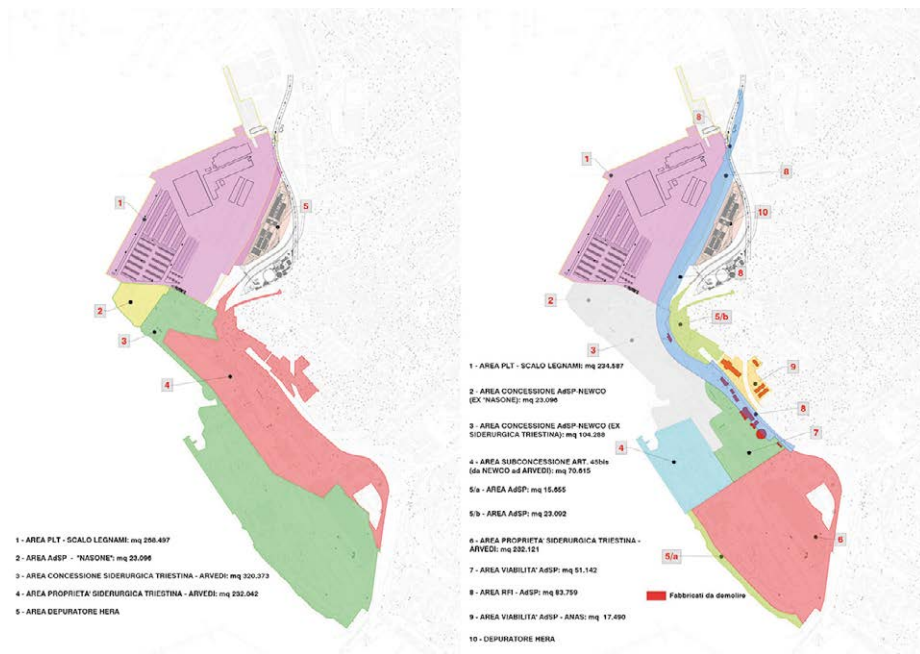 1
2
3
4
5
1 - AREA PLT - SCALO LEGNAMI: mq 268.497
2 - AREA AdSP - "NASONE": mq 23.096
3 - AREA CONCESSIONE SIDERURGICA TRIESTINA - ARVEDI: mq 320.373
4 - AREA PROPRIETA' SIDERURGICA TRIESTINA - ARVEDI: mq 232.042
5 - AREA DEPURATORE HERA
8
1
8
10
8
2
5/b
3
9
8
7
4
6
5/a
1 - AREA PLT - SCALO LEGNAMI: mq 234.587
2 - AREA CONCESSIONE AdSP-NEWCO
(EX "NASONE): mq 23.096
3 - AREA CONCESSIONE AdSP-NEWCO (EX
SIDERURGICA TRIESTINA): mq 104.288
4 - AREA SUBCONCESSIONE ART. 45bis
(da NEWCO ad ARVEDI): mq 70.615
5/a - AREA AdSP: mq 15.655
5/b - AREA AdSP: mq 23.092
6 - AREA PROPRIETA' SIDERURGICA TRIESTINA -
ARVEDI: mq 232.121
7 - AREA VIABILITA' AdSP: mq 51.142
8 - AREA RFI - AdSP: mq 83.759
9 - AREA VIABILITA' AdSP - ANAS: mq 17.490
10 - DEPURATORE HERA
Fabbricati da demolire